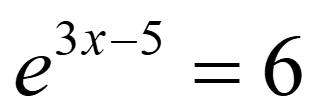 e^{3x-5} = 6